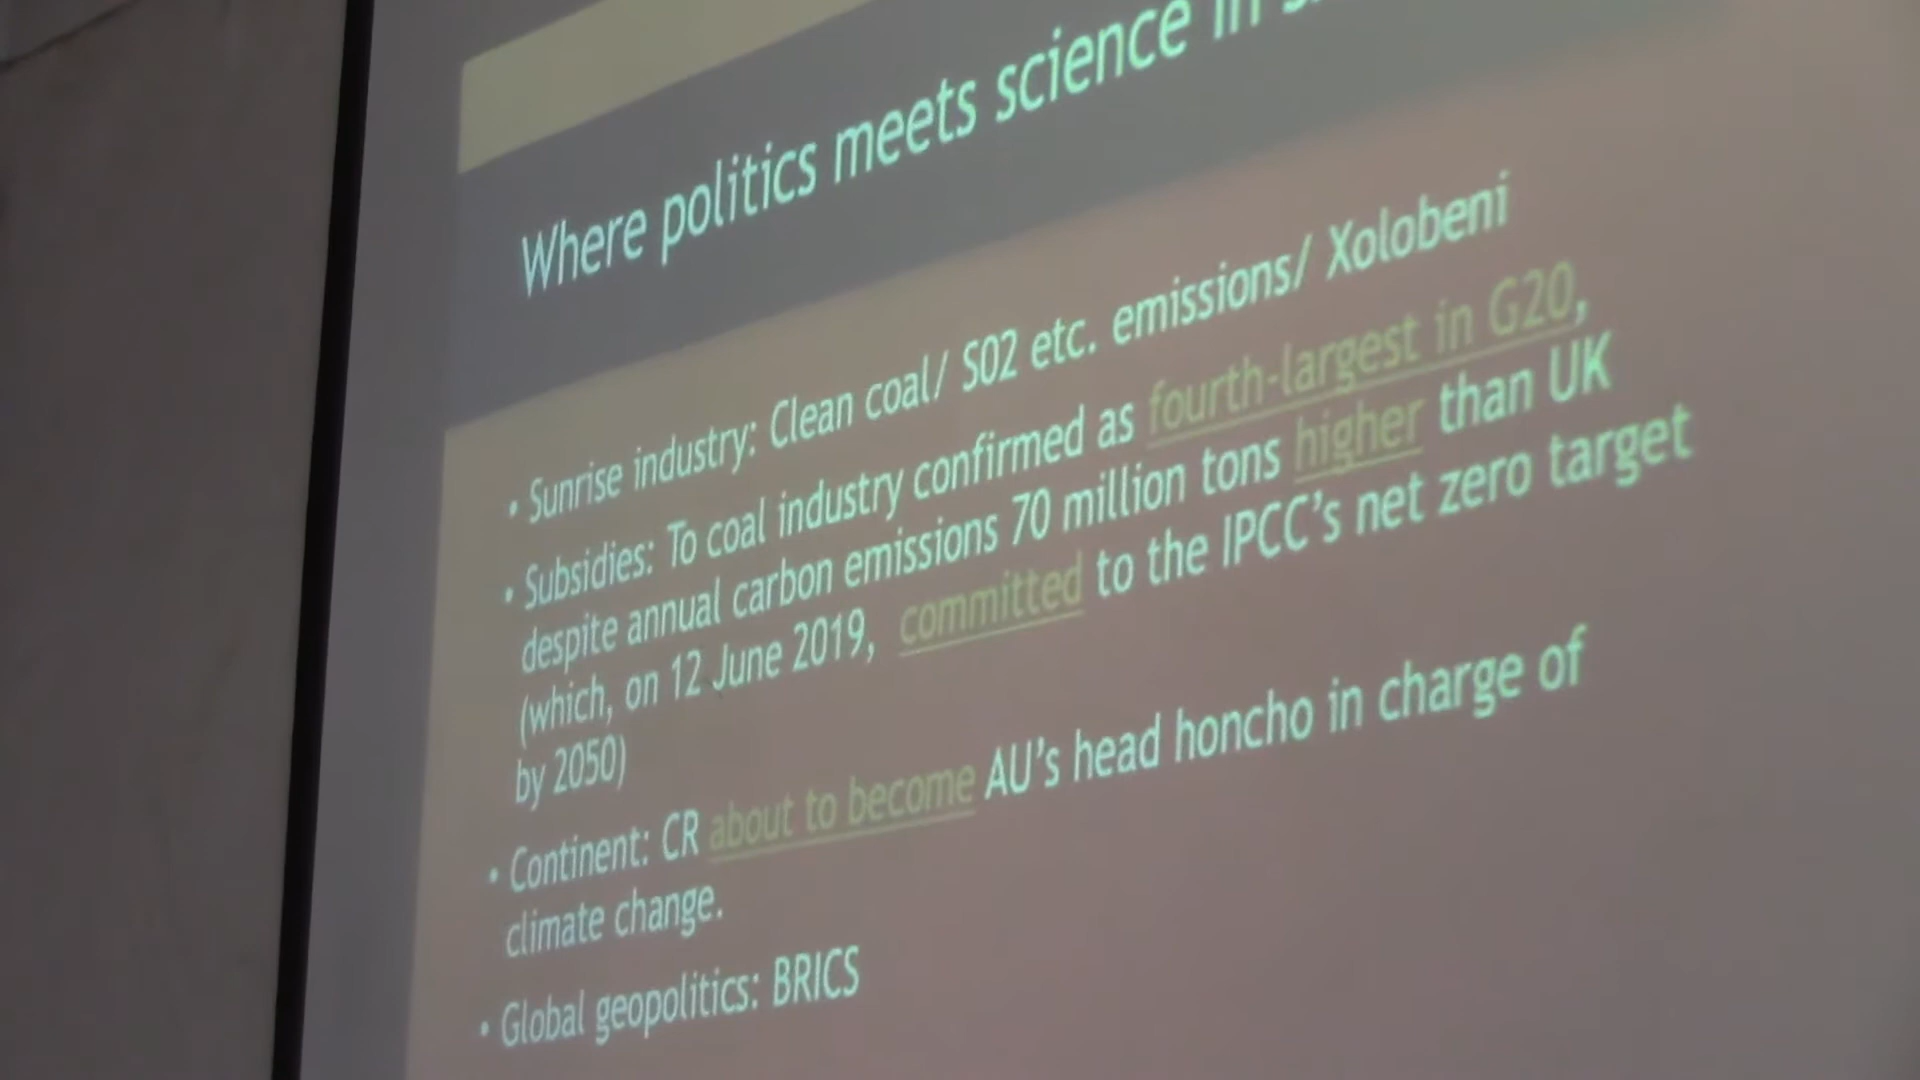 Where politics meets science in
• Sunrise industry: Clean coal/ S02 etc. emissions/ Xolobeni
• Subsidies: To coal industry confirmed as fourth-largest in G20,
despite annual carbon emissions 70 million tons higher than UK
(which, on 12 June 2019, committed to the IPCC's net zero target
by 2050)
• Continent: CR about to become AU's head honcho in charge of
climate change.
• Global geopolitics: BRICS